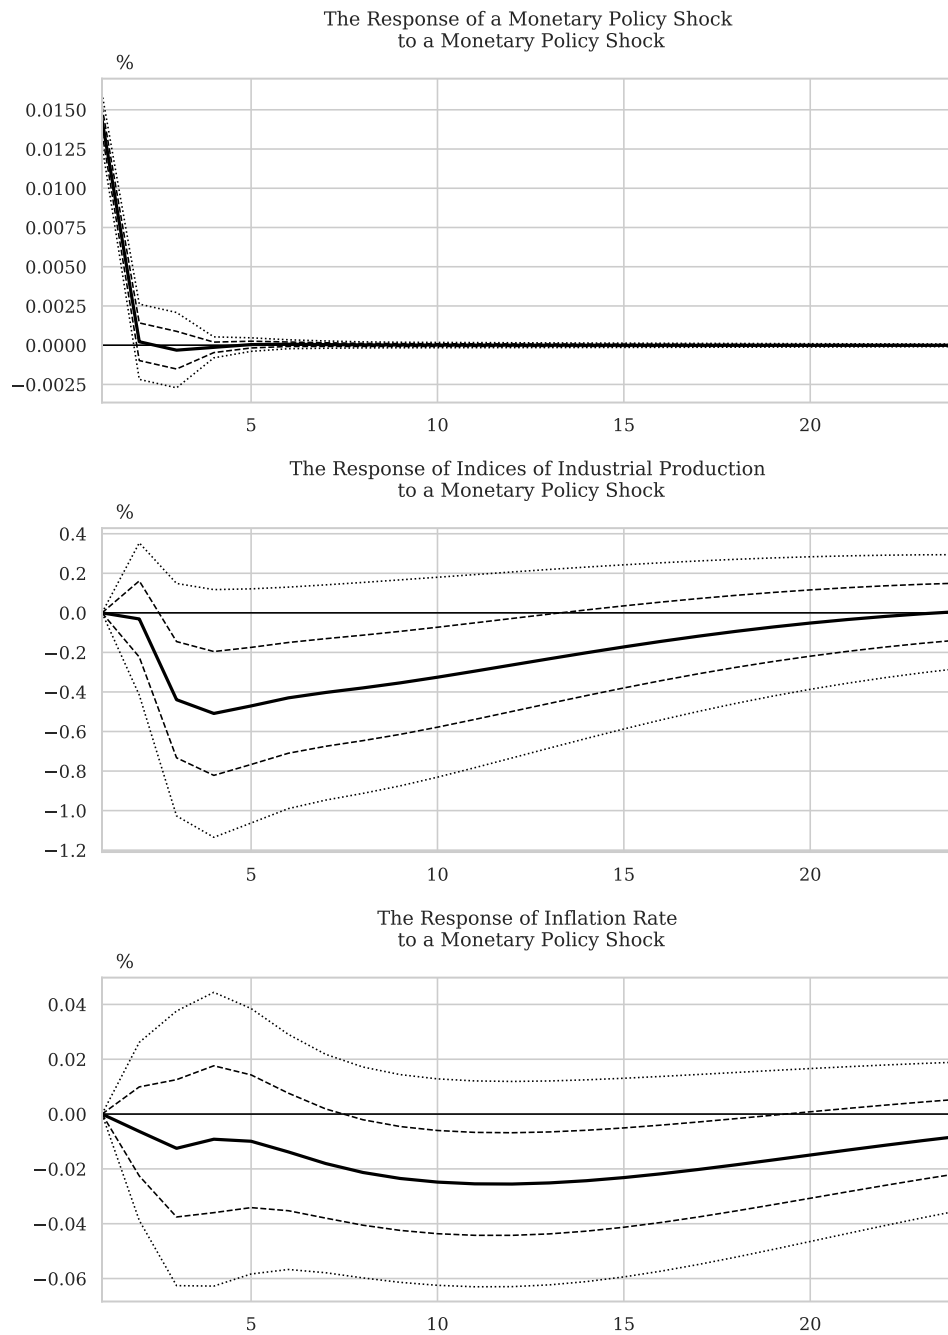 The Response of a Monetary Policy Shock
to a Monetary Policy Shock
%
0.0150
0.0125
0.0100
0.0075
0.0050
0.0025
0.0000
−0.0025
5 10 15 20
The Response of Indices of Industrial Production
to a Monetary Policy Shock
%
0.4
0.2
0.0
−0.2
−0.4
−0.6
−0.8
−1.0
−1.2
5 10 15 20
The Response of Inflation Rate
to a Monetary Policy Shock
%
0.04
0.02
0.00
−0.02
−0.04
−0.06
5 10 15 20